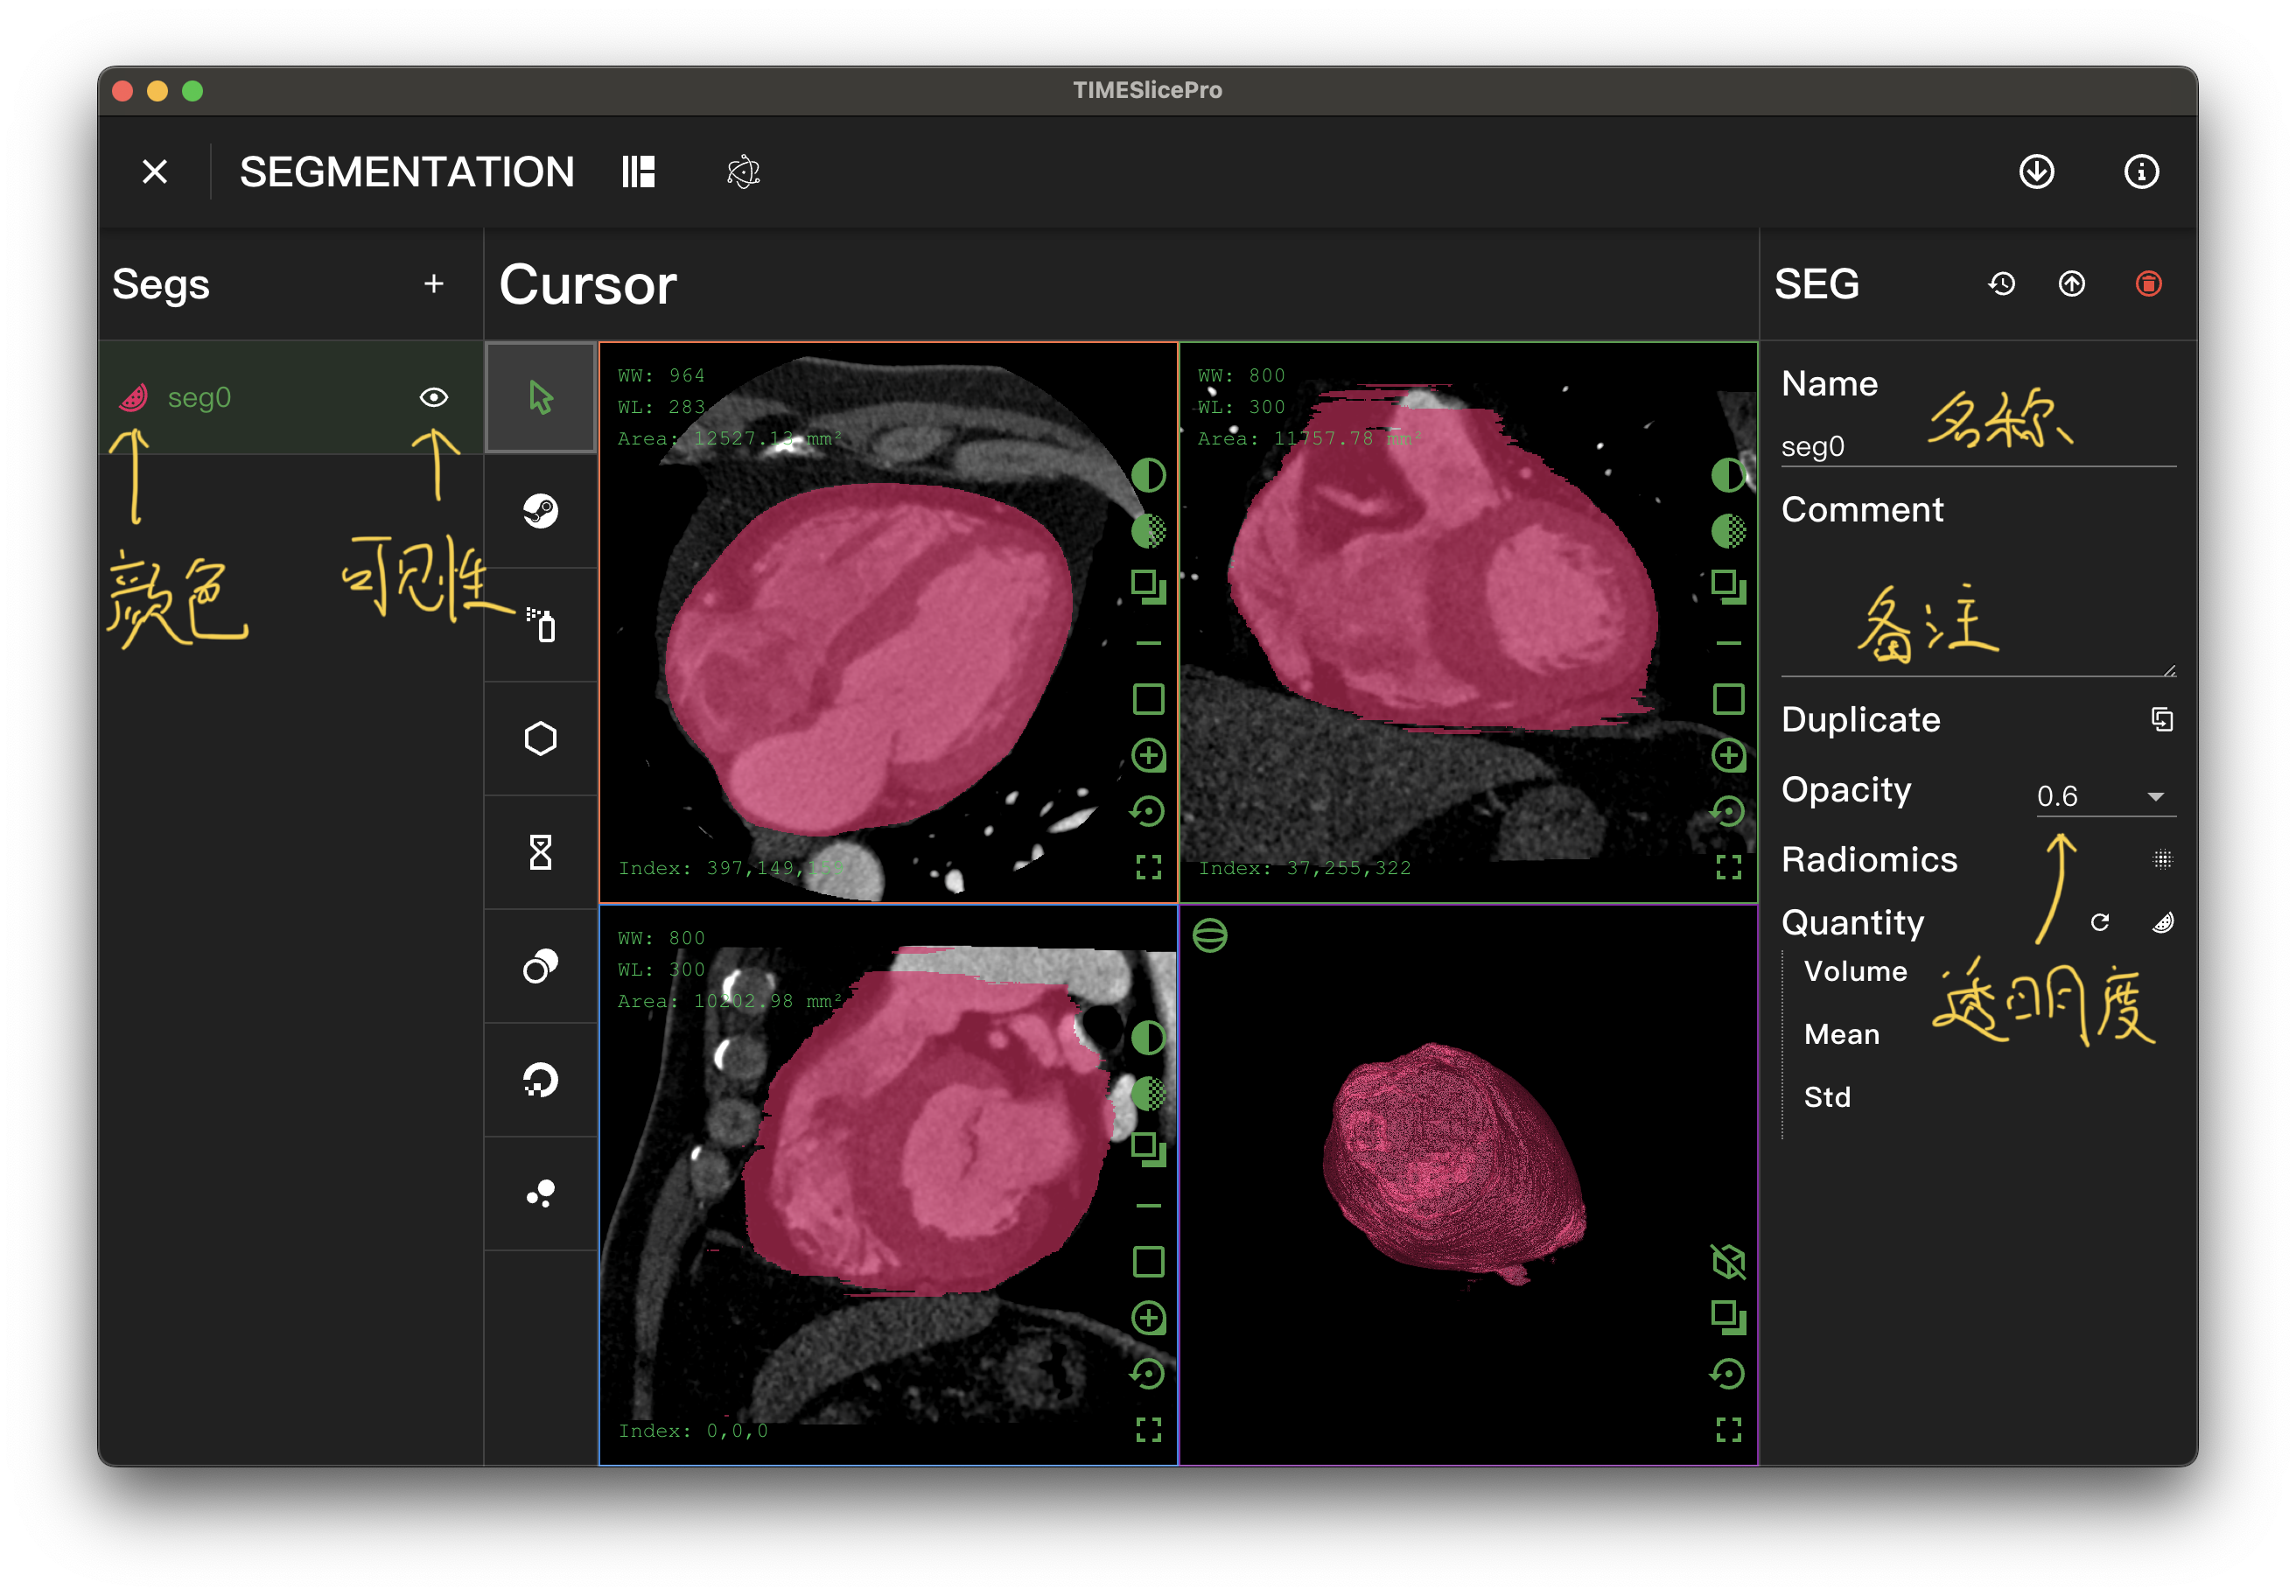 TIMESlicePro
SEGMENTATION
Segs
Cursor
SEG
seg0
颜色
可见性
WW: 964
WL: 283
Area: 12527.13 mm²
Index: 397,149,
WW: 800
WL: 300
Area: 11757.78 mm²
Index: 37,255,322
WW: 800
WL: 300
Area: 10202.98 mm²
Index: 0,0,0
Name
名称
seg0
Comment
备注
Duplicate
Opacity
0.6
Radiomics
Quantity
Volume
透明度
Mean
Std